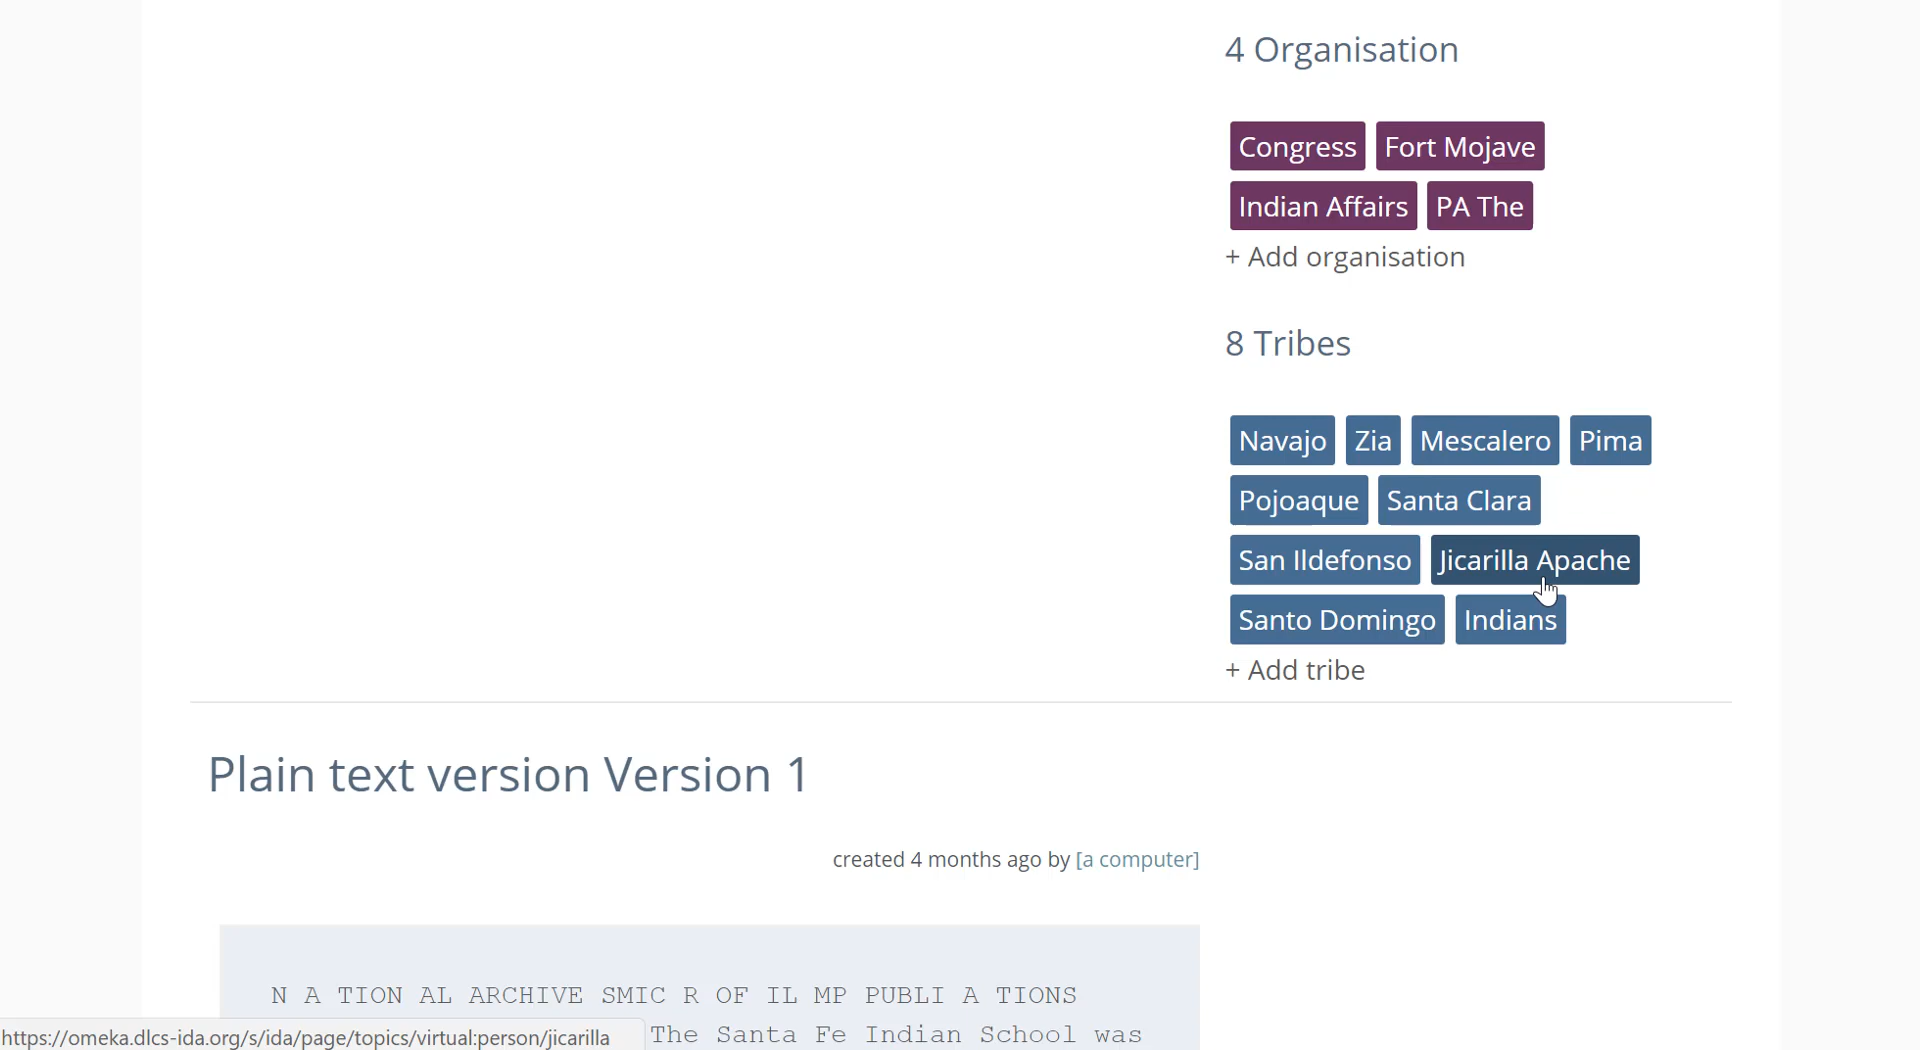 4 Organisation
Congress Fort Mojave
Indian Affairs PA The
+ Add organisation
8 Tribes
Navajo Zia Mescalero Pima
Pojoaque Santa Clara
San Ildefonso Jicarilla Apache
Santo Domingo Indians
+ Add tribe
Plain text version Version 1
created 4 months ago by [a computer]
N A TION AL ARCHIVE SMIC R OF IL MP PUBLI A TIONS
The Santa Fe Indian School was
https://omeka.dlcs-ida.org/s/ida/page/topics/virtual:person/jicarilla